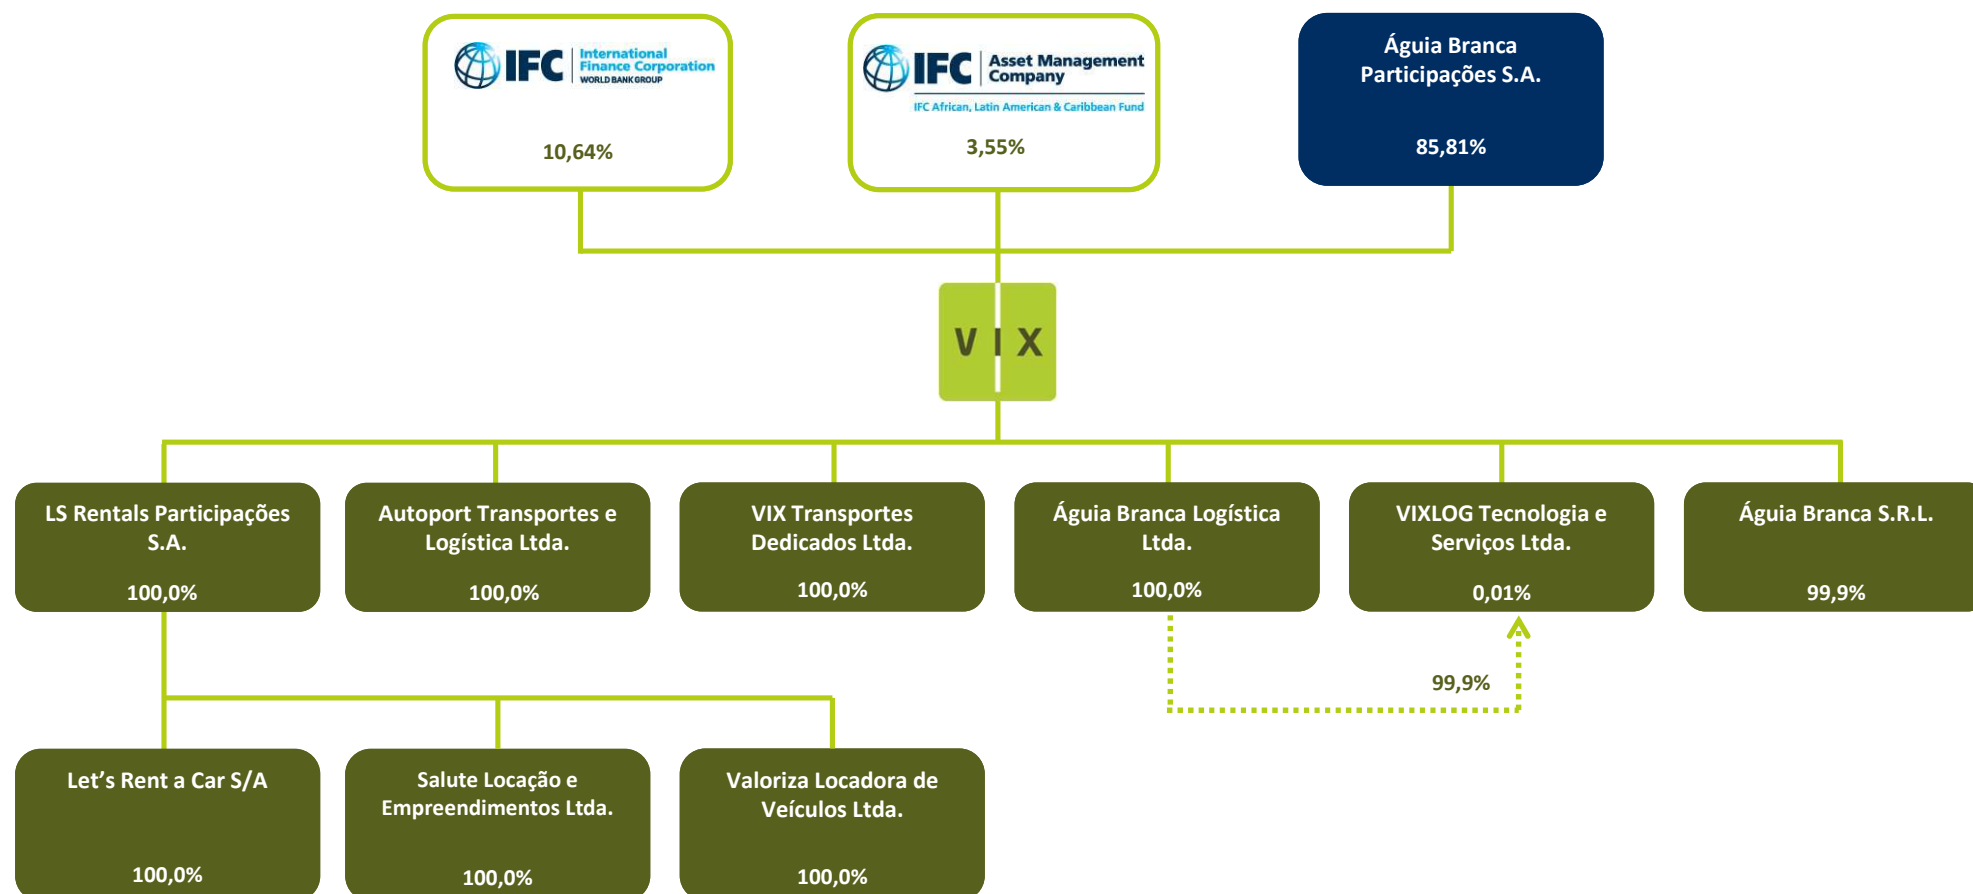 IFC
International
Finance Corporation
WORLD BANK GROUP
10,64%
IFC
Asset Management
Company
IFC African, Latin American & Caribbean Fund
3,55%
Águia Branca
Participações S.A.
85,81%
VIX
LS Rentals Participações
S.A.
100,0%
Autoport Transportes e
Logística Ltda.
100,0%
VIX Transportes
Dedicados Ltda.
100,0%
Águia Branca Logística
Ltda.
100,0%
VIXLOG Tecnologia e
Serviços Ltda.
0,01%
Águia Branca S.R.L.
99,9%
99,9%
Let’s Rent a Car S/A
100,0%
Salute Locação e
Empreendimentos Ltda.
100,0%
Valoriza Locadora de
Veículos Ltda.
100,0%